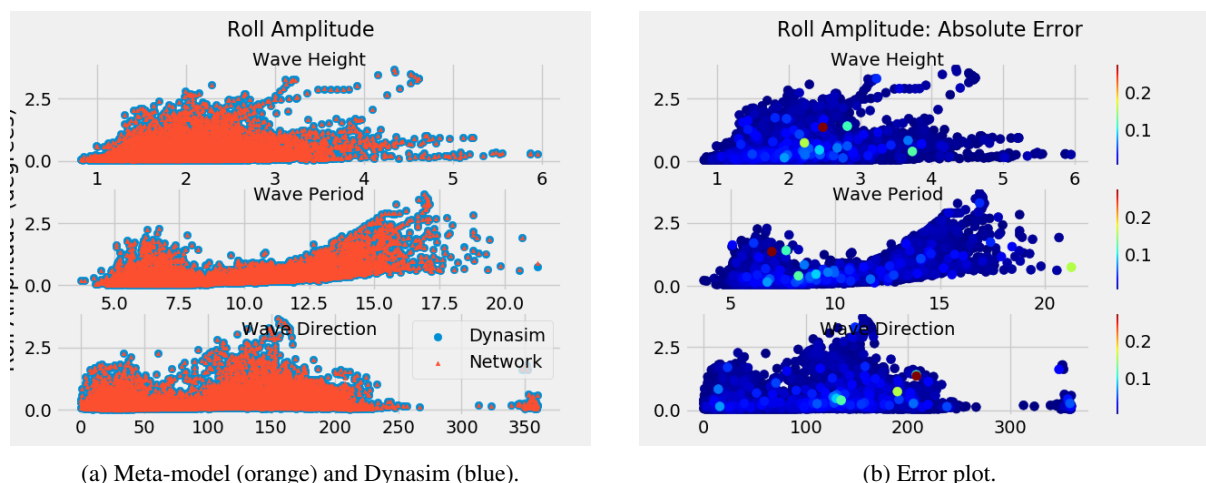 Roll Amplitude
Wave Height
2.5
0.0
1 2 3 4 5 6
Wave Period
2.5
0.0
5.0 7.5 10.0 12.5 15.0 17.5 20.0
Wave Direction
2.5
0.0
0 50 100 150 200 250 300 350
Dynasim
Network
Roll Amplitude: Absolute Error
Wave Height
2.5
0.0
1 2 3 4 5 6
0.2
0.1
Wave Period
2.5
0.0
5 10 15 20
0.2
0.1
Wave Direction
2.5
0.0
0 100 200 300
0.2
0.1
(a) Meta-model (orange) and Dynasim (blue).
(b) Error plot.